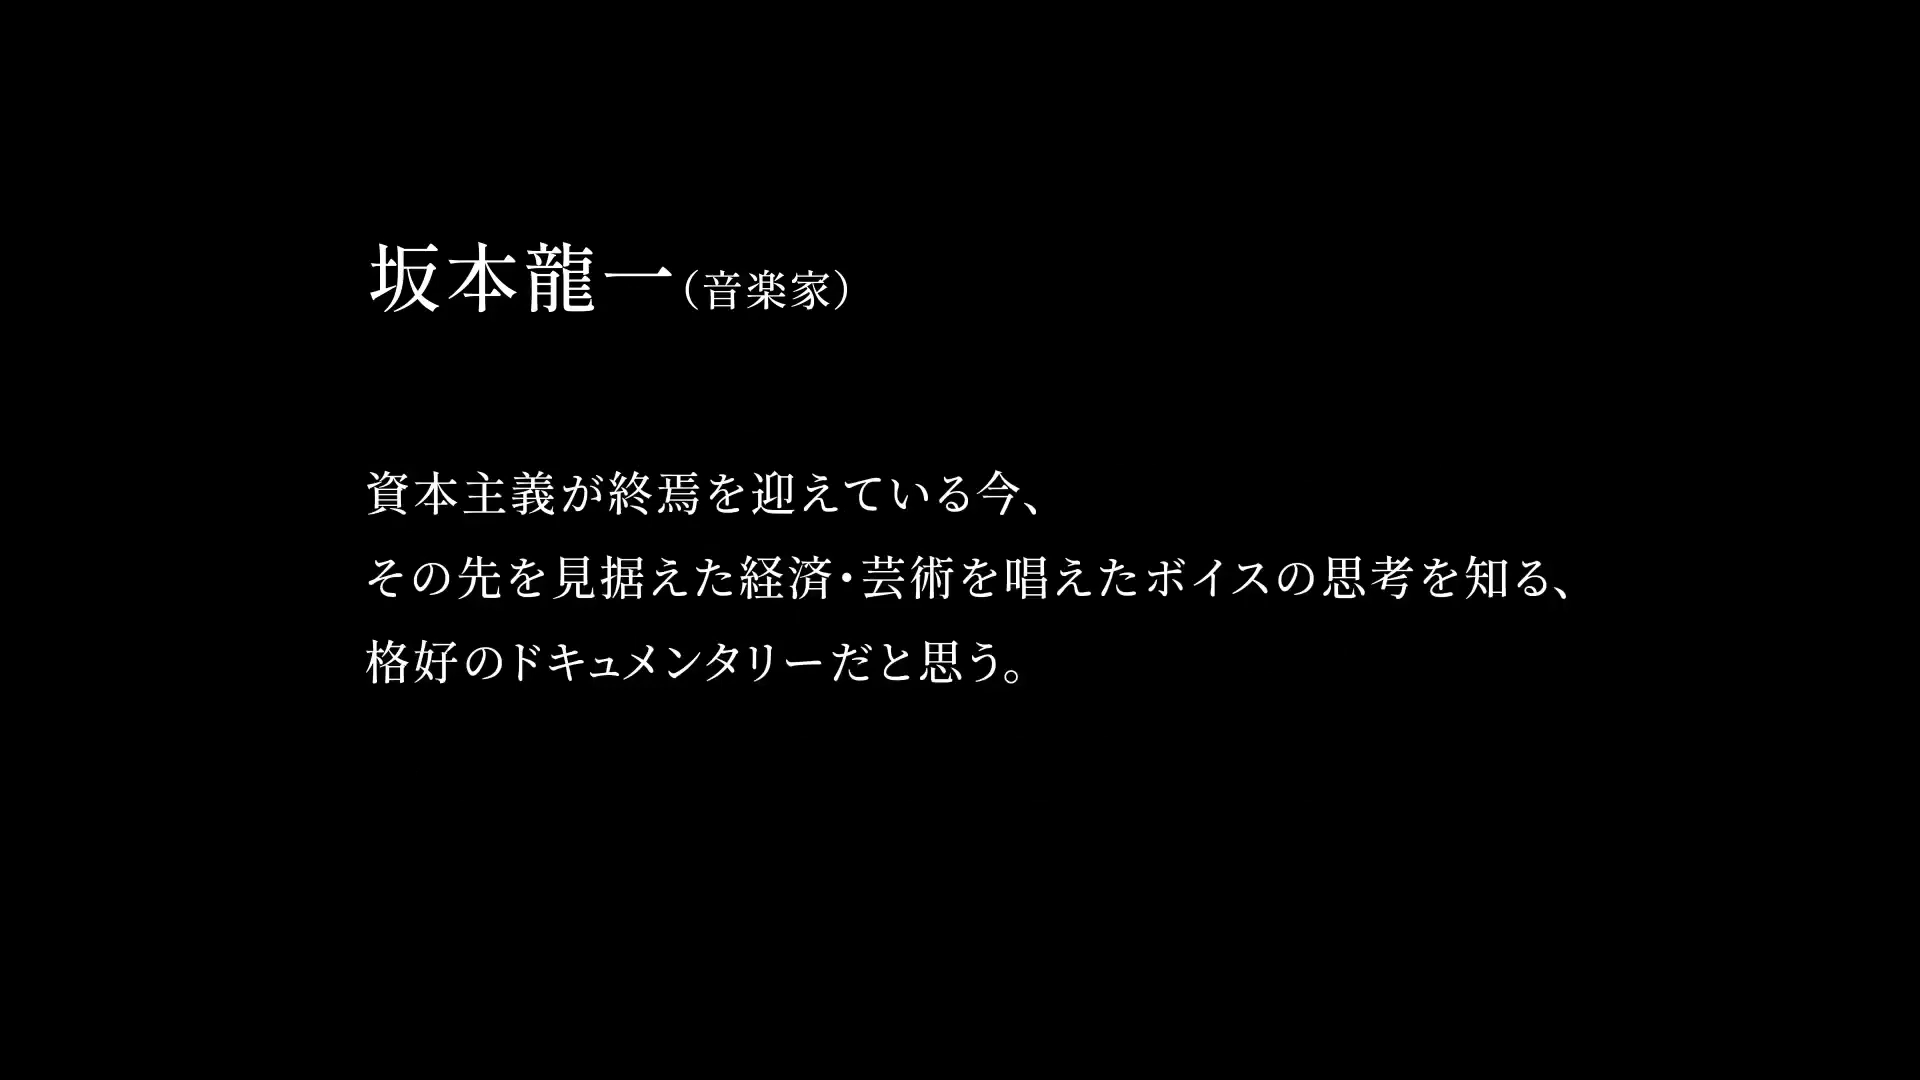 坂本龍一（音楽家）
資本主義が終焉を迎えている今、
その先を見据えた経済・芸術を唱えたボイスの思考を知る、
格好のドキュメンタリーだと思う。